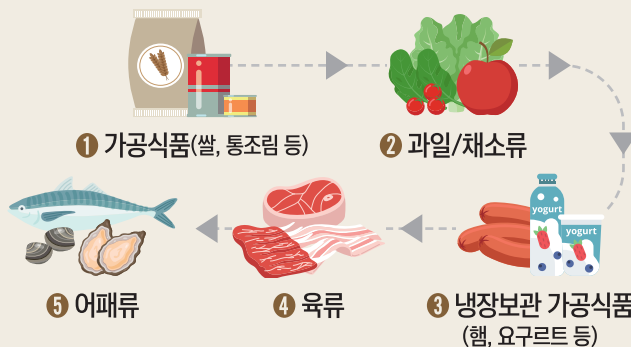 ❶ 가공식품(쌀, 통조림 등)
❷ 과일/채소류
yogurt
yogurt
❺ 어패류
❹ 육류
❸ 냉장보관 가공식품
(햄, 요구르트 등)